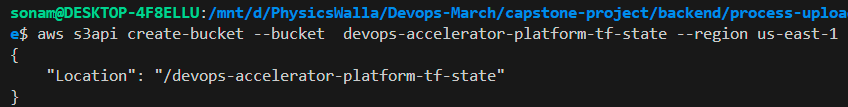 sonam@DESKTOP-4F8ELLU:/mnt/d/PhysicsWalla/Devops-March/capstone-project/backend/process-uploa
e$ aws s3api create-bucket --bucket  devops-accelerator-platform-tf-state --region us-east-1
{
    "Location": "/devops-accelerator-platform-tf-state"
}